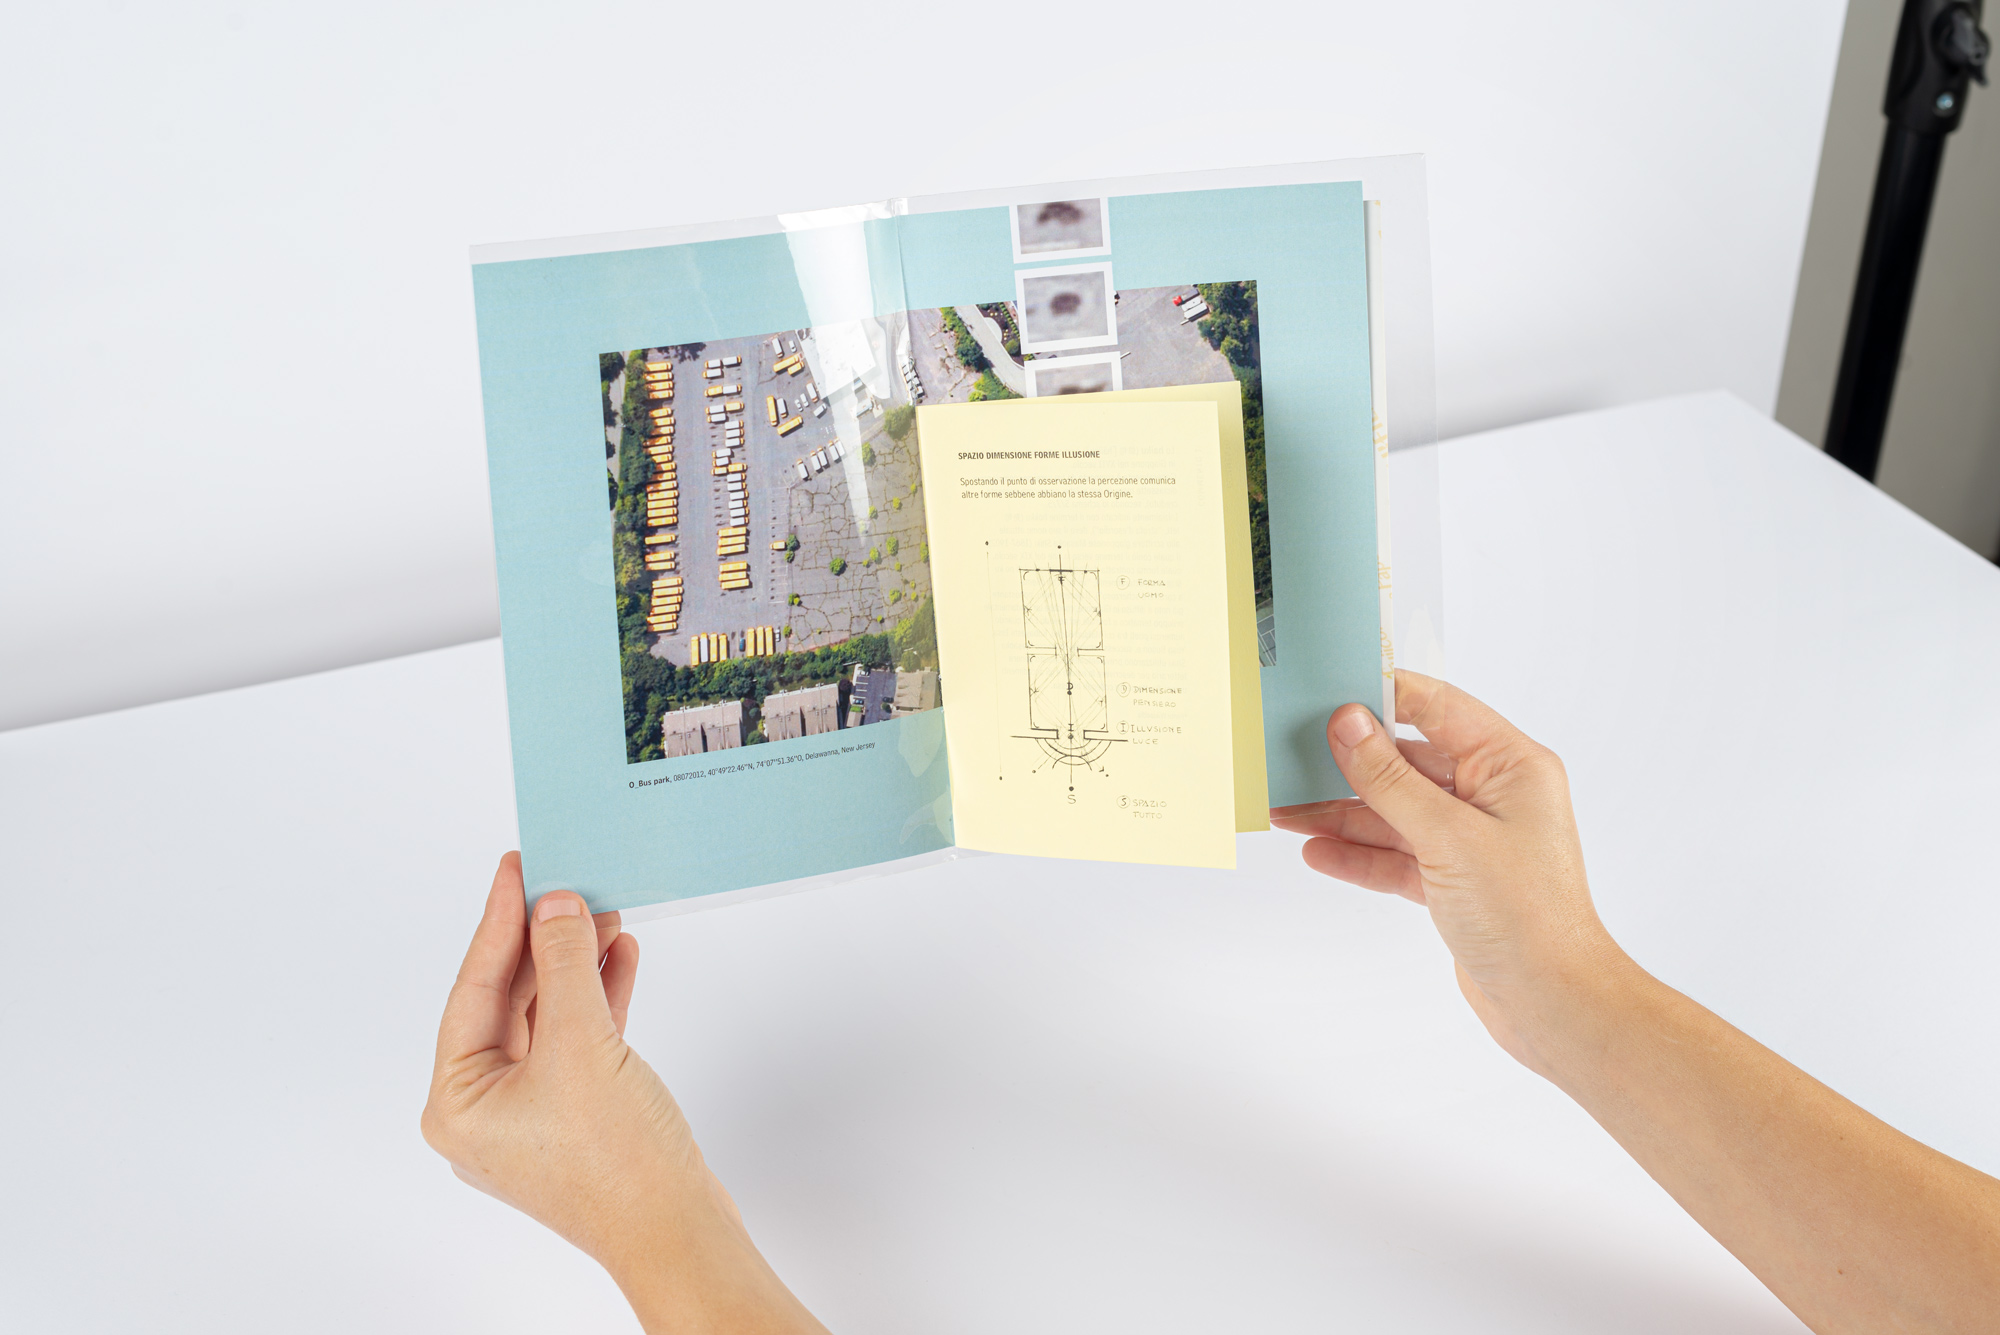 O_Bus park, 08072012, 40°49'22.46"N, 74°07'51.36"O, Delawanna, New Jersey
SPAZIO DIMENSIONE FORME ILLUSIONE
Spostando il punto di osservazione la percezione comunica
altre forme sebbene abbiano la stessa Origine.
F FORMA
UOMO
D
D DIMENSIONE
PENSIERO
I
I ILLUSIONE
LUCE
S
S SPAZIO
TUTTO